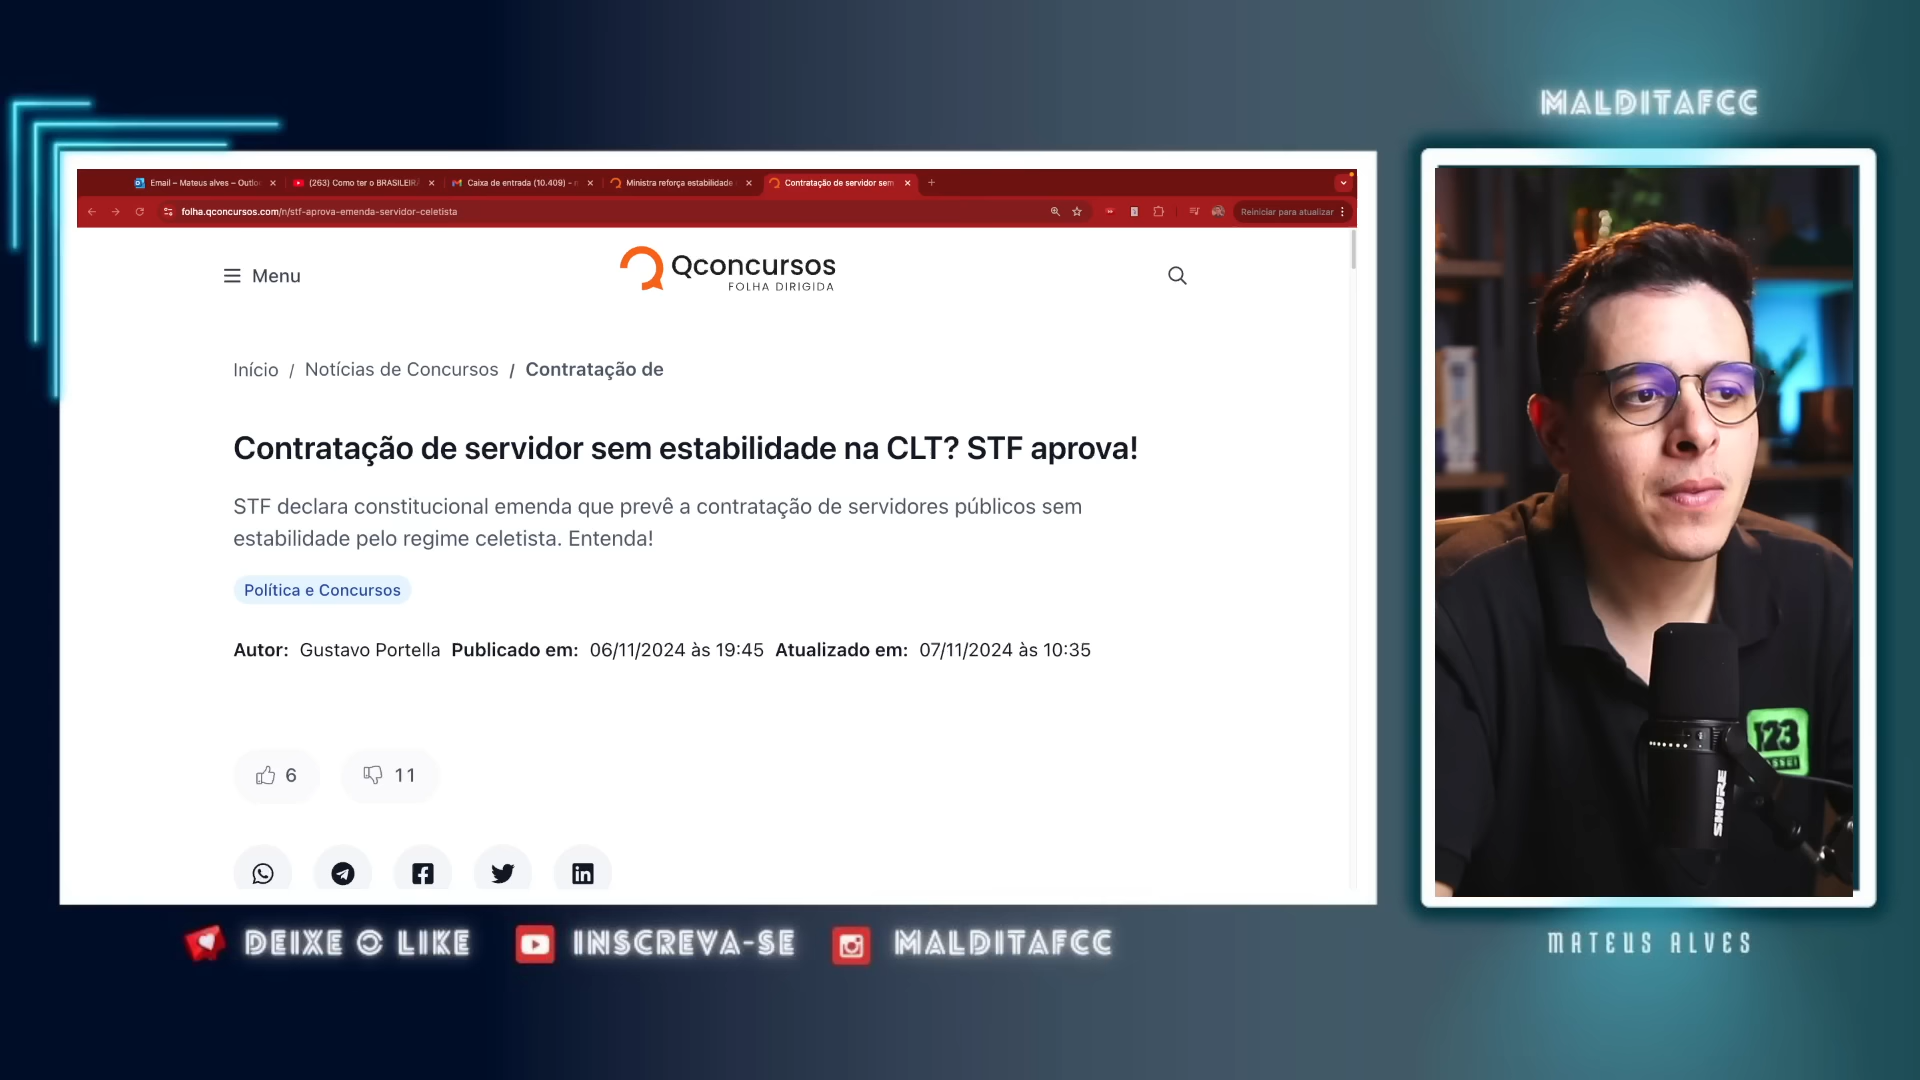 MALDITAFCC
Email – Mateus alves – Outlo
(263) Como ter o BRASILEIR
Caixa de entrada (10.409) -
Ministra reforça estabilidade
Contratação de servidor sem
folha.qconcursos.com/n/stf-aprova-emenda-servidor-celetista
Reiniciar para atualizar
Menu
Qconcursos
FOLHA DIRIGIDA
Início / Notícias de Concursos / Contratação de
Contratação de servidor sem estabilidade na CLT? STF aprova!
STF declara constitucional emenda que prevê a contratação de servidores públicos sem
estabilidade pelo regime celetista. Entenda!
Política e Concursos
Autor: Gustavo Portella Publicado em: 06/11/2024 às 19:45 Atualizado em: 07/11/2024 às 10:35
6
11
123
SHURE
DEIXE O LIKE
INSCREVA-SE
MALDITAFCC
MATEUS ALVES